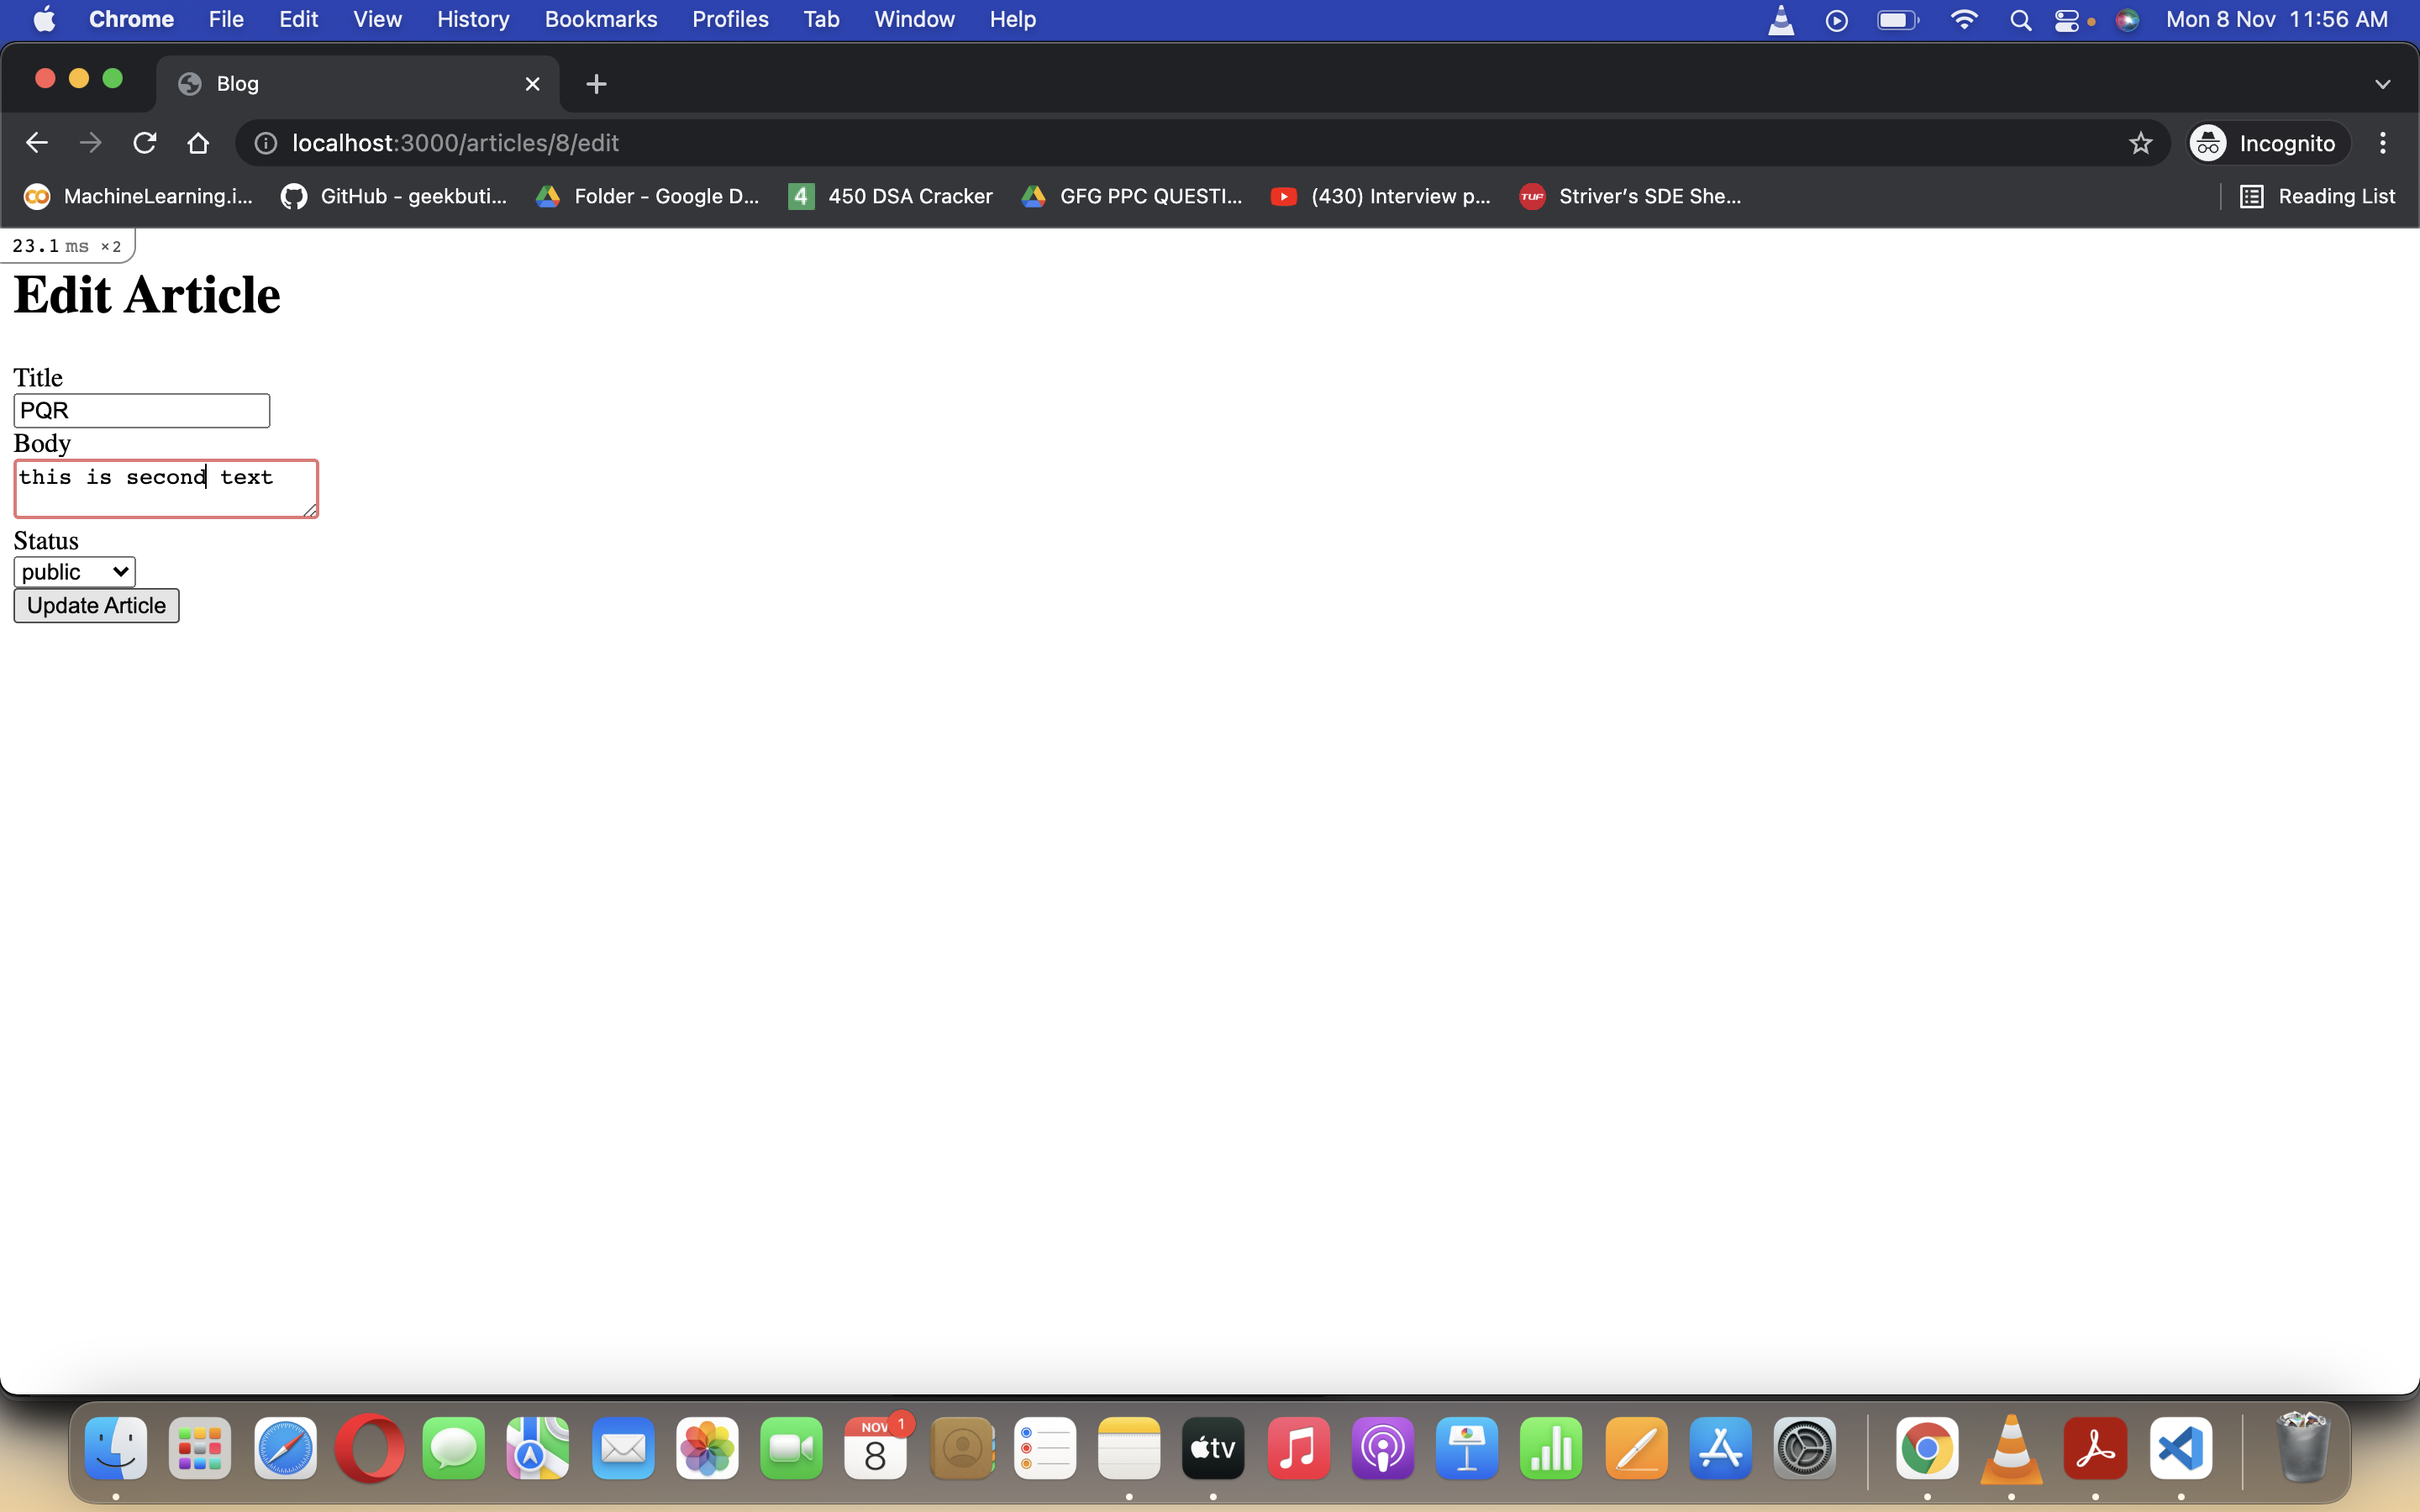 Chrome File Edit View History Bookmarks Profiles Tab Window Help Mon 8 Nov 11:56 AM
Blog
localhost:3000/articles/8/edit Incognito
MachineLearning.i... GitHub - geekbuti... Folder - Google D... 4 450 DSA Cracker GFG PPC QUESTI... (430) Interview p... TUF Striver's SDE She... Reading List
23.1 ms ×2
Edit Article
Title
PQR
Body
this is second text
Status
public
Update Article
NOV 1
8
tv